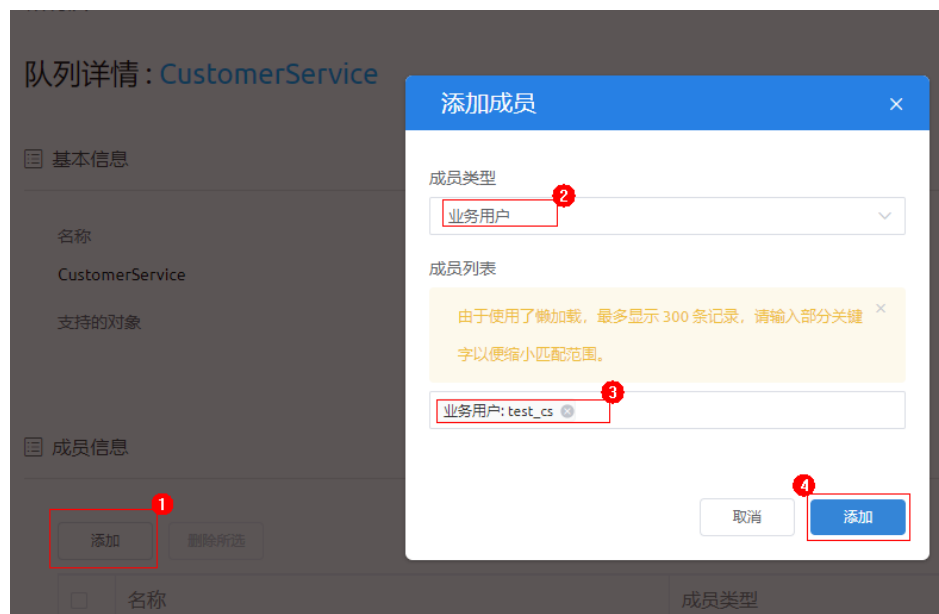 队列详情 : CustomerService
添加成员
基本信息
成员类型
2
业务用户
名称
CustomerService
成员列表
支持的对象
由于使用了懒加载，最多显示 300 条记录，请输入部分关键
字以便缩小匹配范围。
3
业务用户: test_cs
成员信息
4
1
取消
添加
添加
删除所选
名称
成员类型